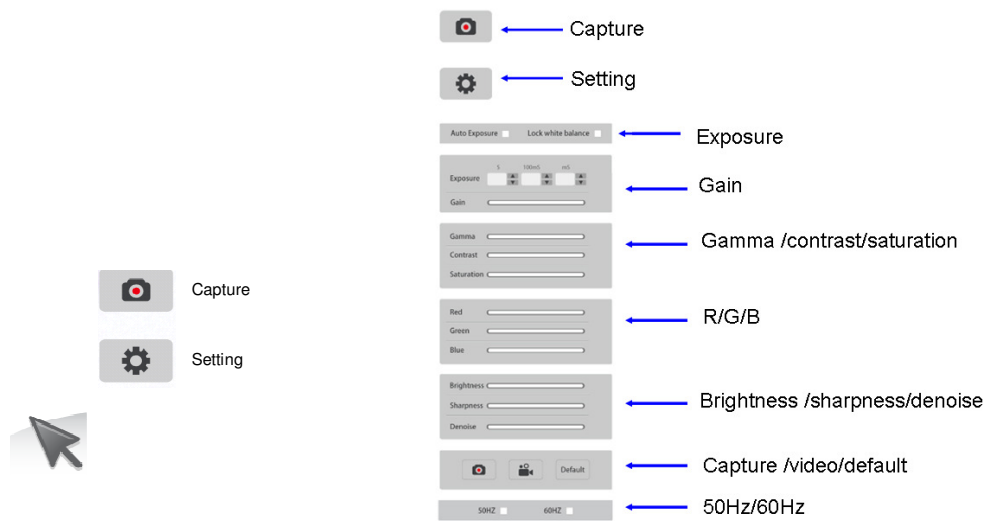 Capture
Setting
Auto Exposure Lock white balance
Exposure
S 100mS mS
Exposure
Gain
Gain
Gamma
Contrast
Saturation
Gamma /contrast/saturation
Capture
Setting
Red
Green
Blue
R/G/B
Brightness
Sharpness
Denoise
Brightness /sharpness/denoise
Default
Capture /video/default
50HZ 60HZ
50Hz/60Hz